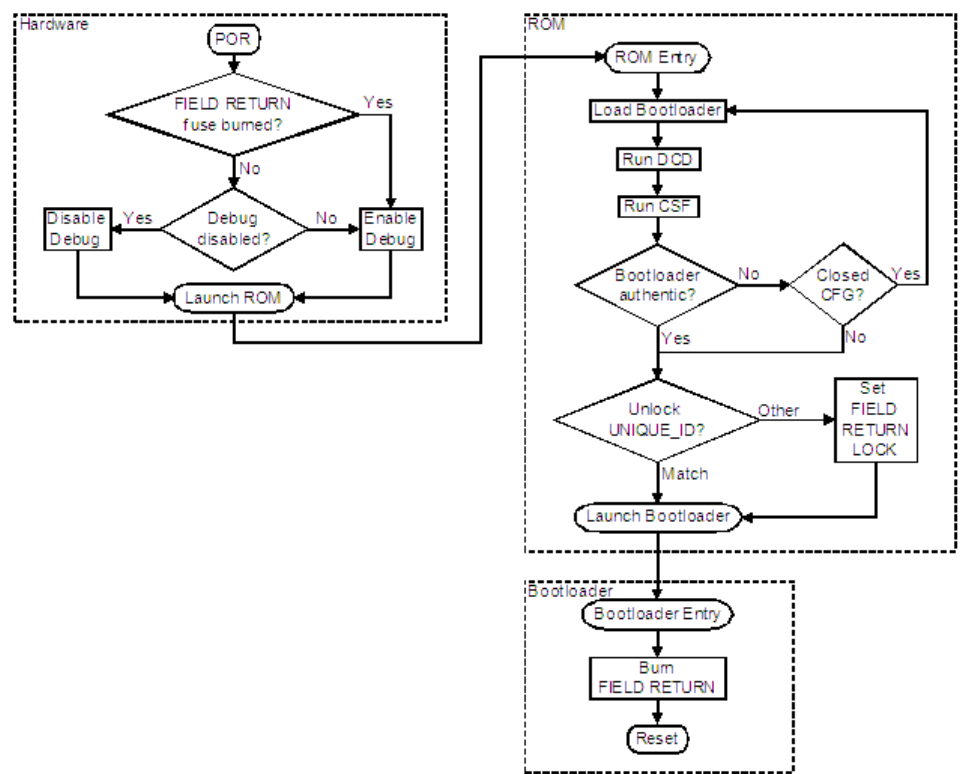 Hardware
POR
FIELD RETURN
fuse burned?
Yes
No
Disable
Debug
Yes
Debug
disabled?
No
Enable
Debug
Launch ROM
ROM
ROM Entry
Load Bootloader
Run DCD
Run CSF
Bootloader
authentic?
No
Closed
CFG?
Yes
Yes
No
Unlock
UNIQUE_ID?
Other
Set
FIELD
RETURN
LOCK
Match
Launch Bootloader
Bootloader
Bootloader Entry
Burn
FIELD RETURN
Reset